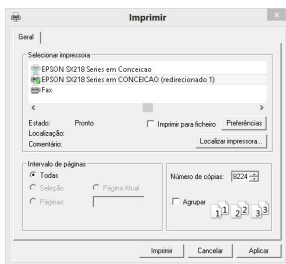 Imprimir
Geral
Selecionar impressora
EPSON SX218 Series em Conceicao
EPSON SX218 Series em CONCEICAO (redirecionado 1)
Fax
Estado: Pronto
Imprimir para ficheiro
Preferências
Localização:
Comentário:
Localizar impressora...
Intervalo de páginas
Todas
Seleção
Página Atual
Páginas:
Número de cópias: 8224
Agrupar
1 1 2 2 3 3
Imprimir
Cancelar
Aplicar